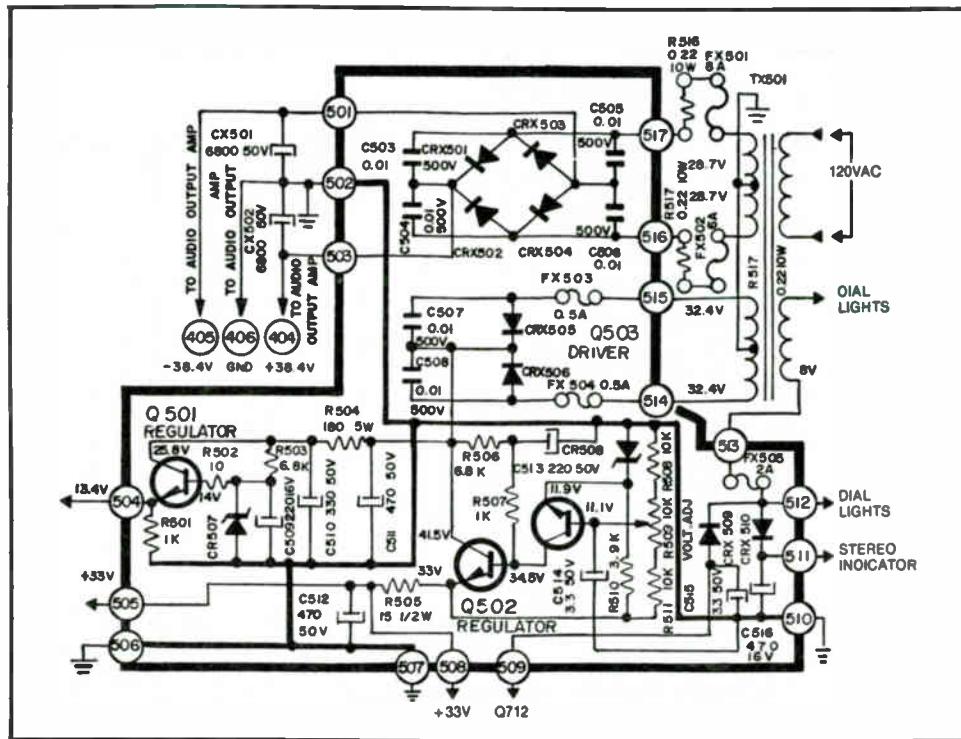 R516
0.22
10W
FX501
8A
TX501
501
CX501
6800 50V
C503
0.01
CRX501
500V
CRX503
C505
0.01
500V
517
28.7V
120VAC
502
TO AUDIO OUTPUT AMP
TO AUDIO OUTPUT AMP
CX502
6800 50V
C504
0.01
500V
R517
0.22 10W
28.7V
FX502
5A
503
CRX502
CRX504
500V
C506
0.01
516
TO AUDIO OUTPUT AMP
R517
0.22 10W
FX503
0.5A
515
32.4V
DIAL LIGHTS
405
406
404
-38.4V
GND
+38.4V
C507
0.01
500V
CRX505
Q503
DRIVER
C508
0.01
500V
CRX506
FX504 0.5A
514
32.4V
8V
Q501
REGULATOR
R504
180 5W
513
FX505
2A
25.8V
R502
10
R503
6.8K
R506
6.8 K
CR508
C513 220 50V
R508 10K
13.4V
504
14V
R501
1K
CR507
C509 220 16V
C510 330 50V
C511 470 50V
R507
1K
11.9V
11.1V
R509 10K
VOLT. ADJ
CRX 509
CRX 510
512
DIAL
LIGHTS
511
STEREO
INDICATOR
41.5V
+33V
505
33V
34.5V
C514
3.3 50V
R510 3.9K
R511 10K
C515
3.3 50V
C512
470
50V
R505
15 1/2W
Q502
REGULATOR
C516
470
16V
510
506
507
508
509
+33V
Q712